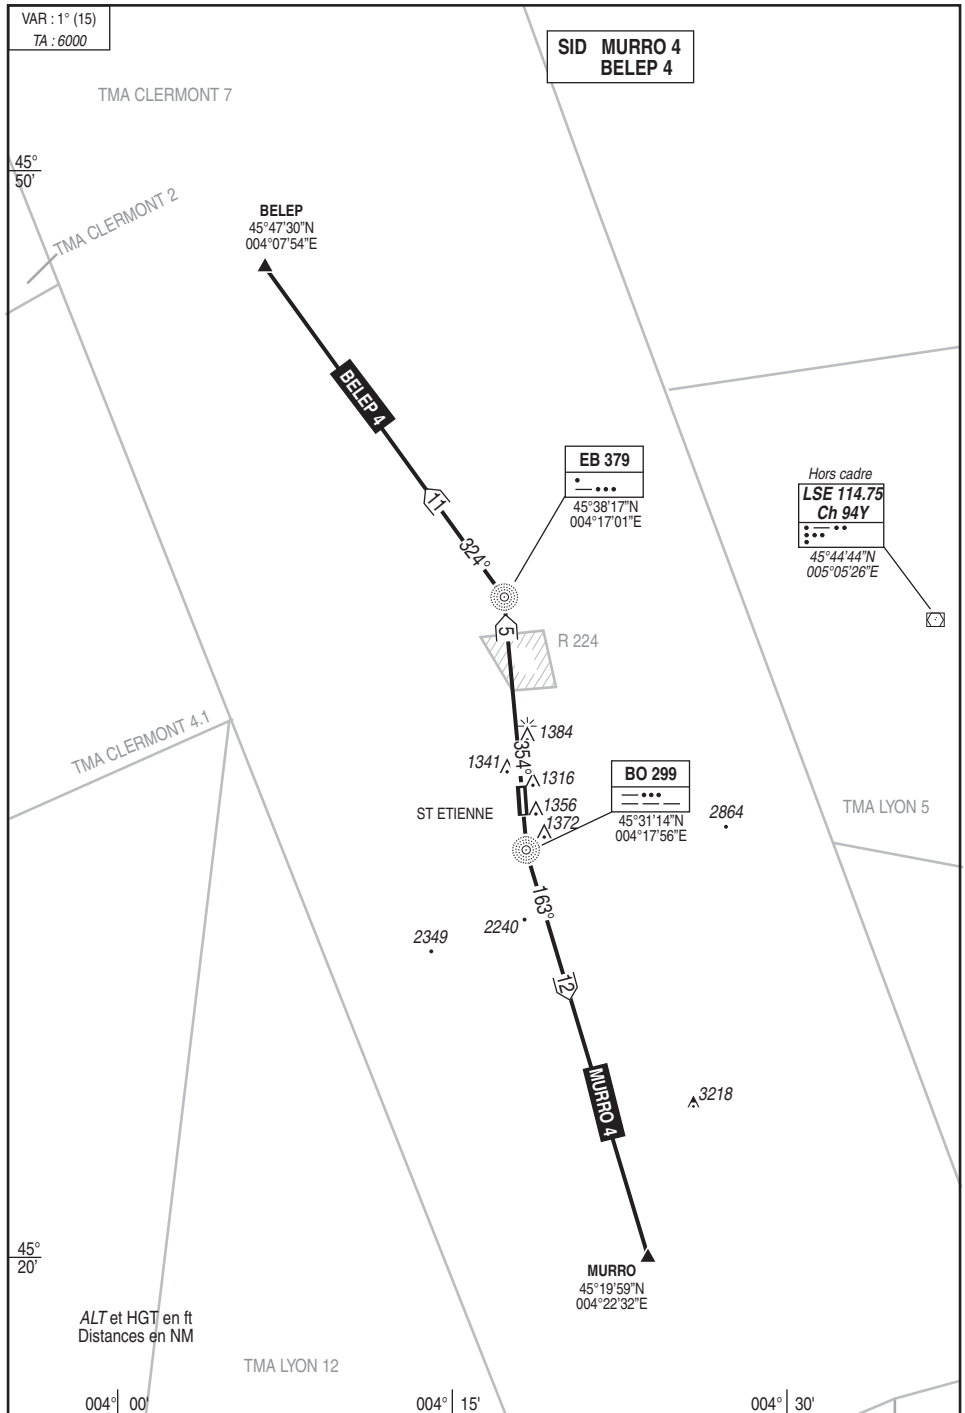 VAR : 1° (15)
TA : 6000
SID MURRO 4
BELEP 4
TMA CLERMONT 7
45°
50'
TMA CLERMONT 2
BELEP
45°47'30"N
004°07'54"E
BELEP 4
11
324°
EB 379
45°38'17"N
004°17'01"E
Hors cadre
LSE 114.75
Ch 94Y
45°44'44"N
005°05'26"E
5
R 224
TMA CLERMONT 4.1
1384
354°
1341
1316
ST ETIENNE
1356
1372
BO 299
45°31'14"N
004°17'56"E
2864
TMA LYON 5
163°
2240
2349
12
MURRO 4
3218
45°
20'
MURRO
45°19'59"N
004°22'32"E
ALT et HGT en ft
Distances en NM
TMA LYON 12
004° 00'
004° 15'
004° 30'